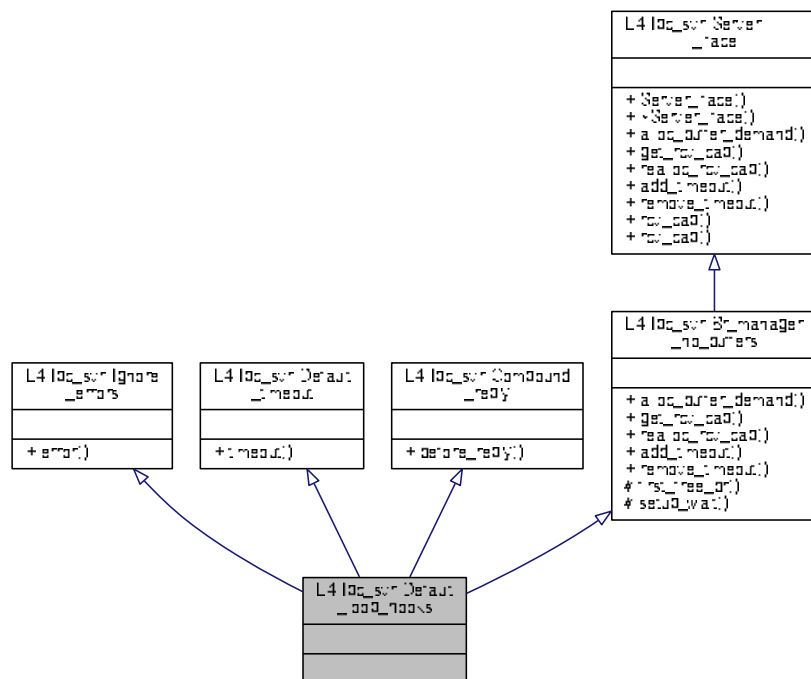 L4::Ipc_svr::Server
_iface
+ Server_iface()
+ ~Server_iface()
+ alloc_buffer_demand()
+ get_rcv_cap()
+ realloc_rcv_cap()
+ add_timeout()
+ remove_timeout()
+ rcv_cap()
+ rcv_cap()
L4::Ipc_svr::Br_manager
_no_buffers
+ alloc_buffer_demand()
+ get_rcv_cap()
+ realloc_rcv_cap()
+ add_timeout()
+ remove_timeout()
# first_free_br()
# setup_wait()
L4::Ipc_svr::Ignore
_errors
+ error()
L4::Ipc_svr::Default
_timeout
+ timeout()
L4::Ipc_svr::Compound
_reply
+ before_reply()
L4::Ipc_svr::Default
_loop_hooks